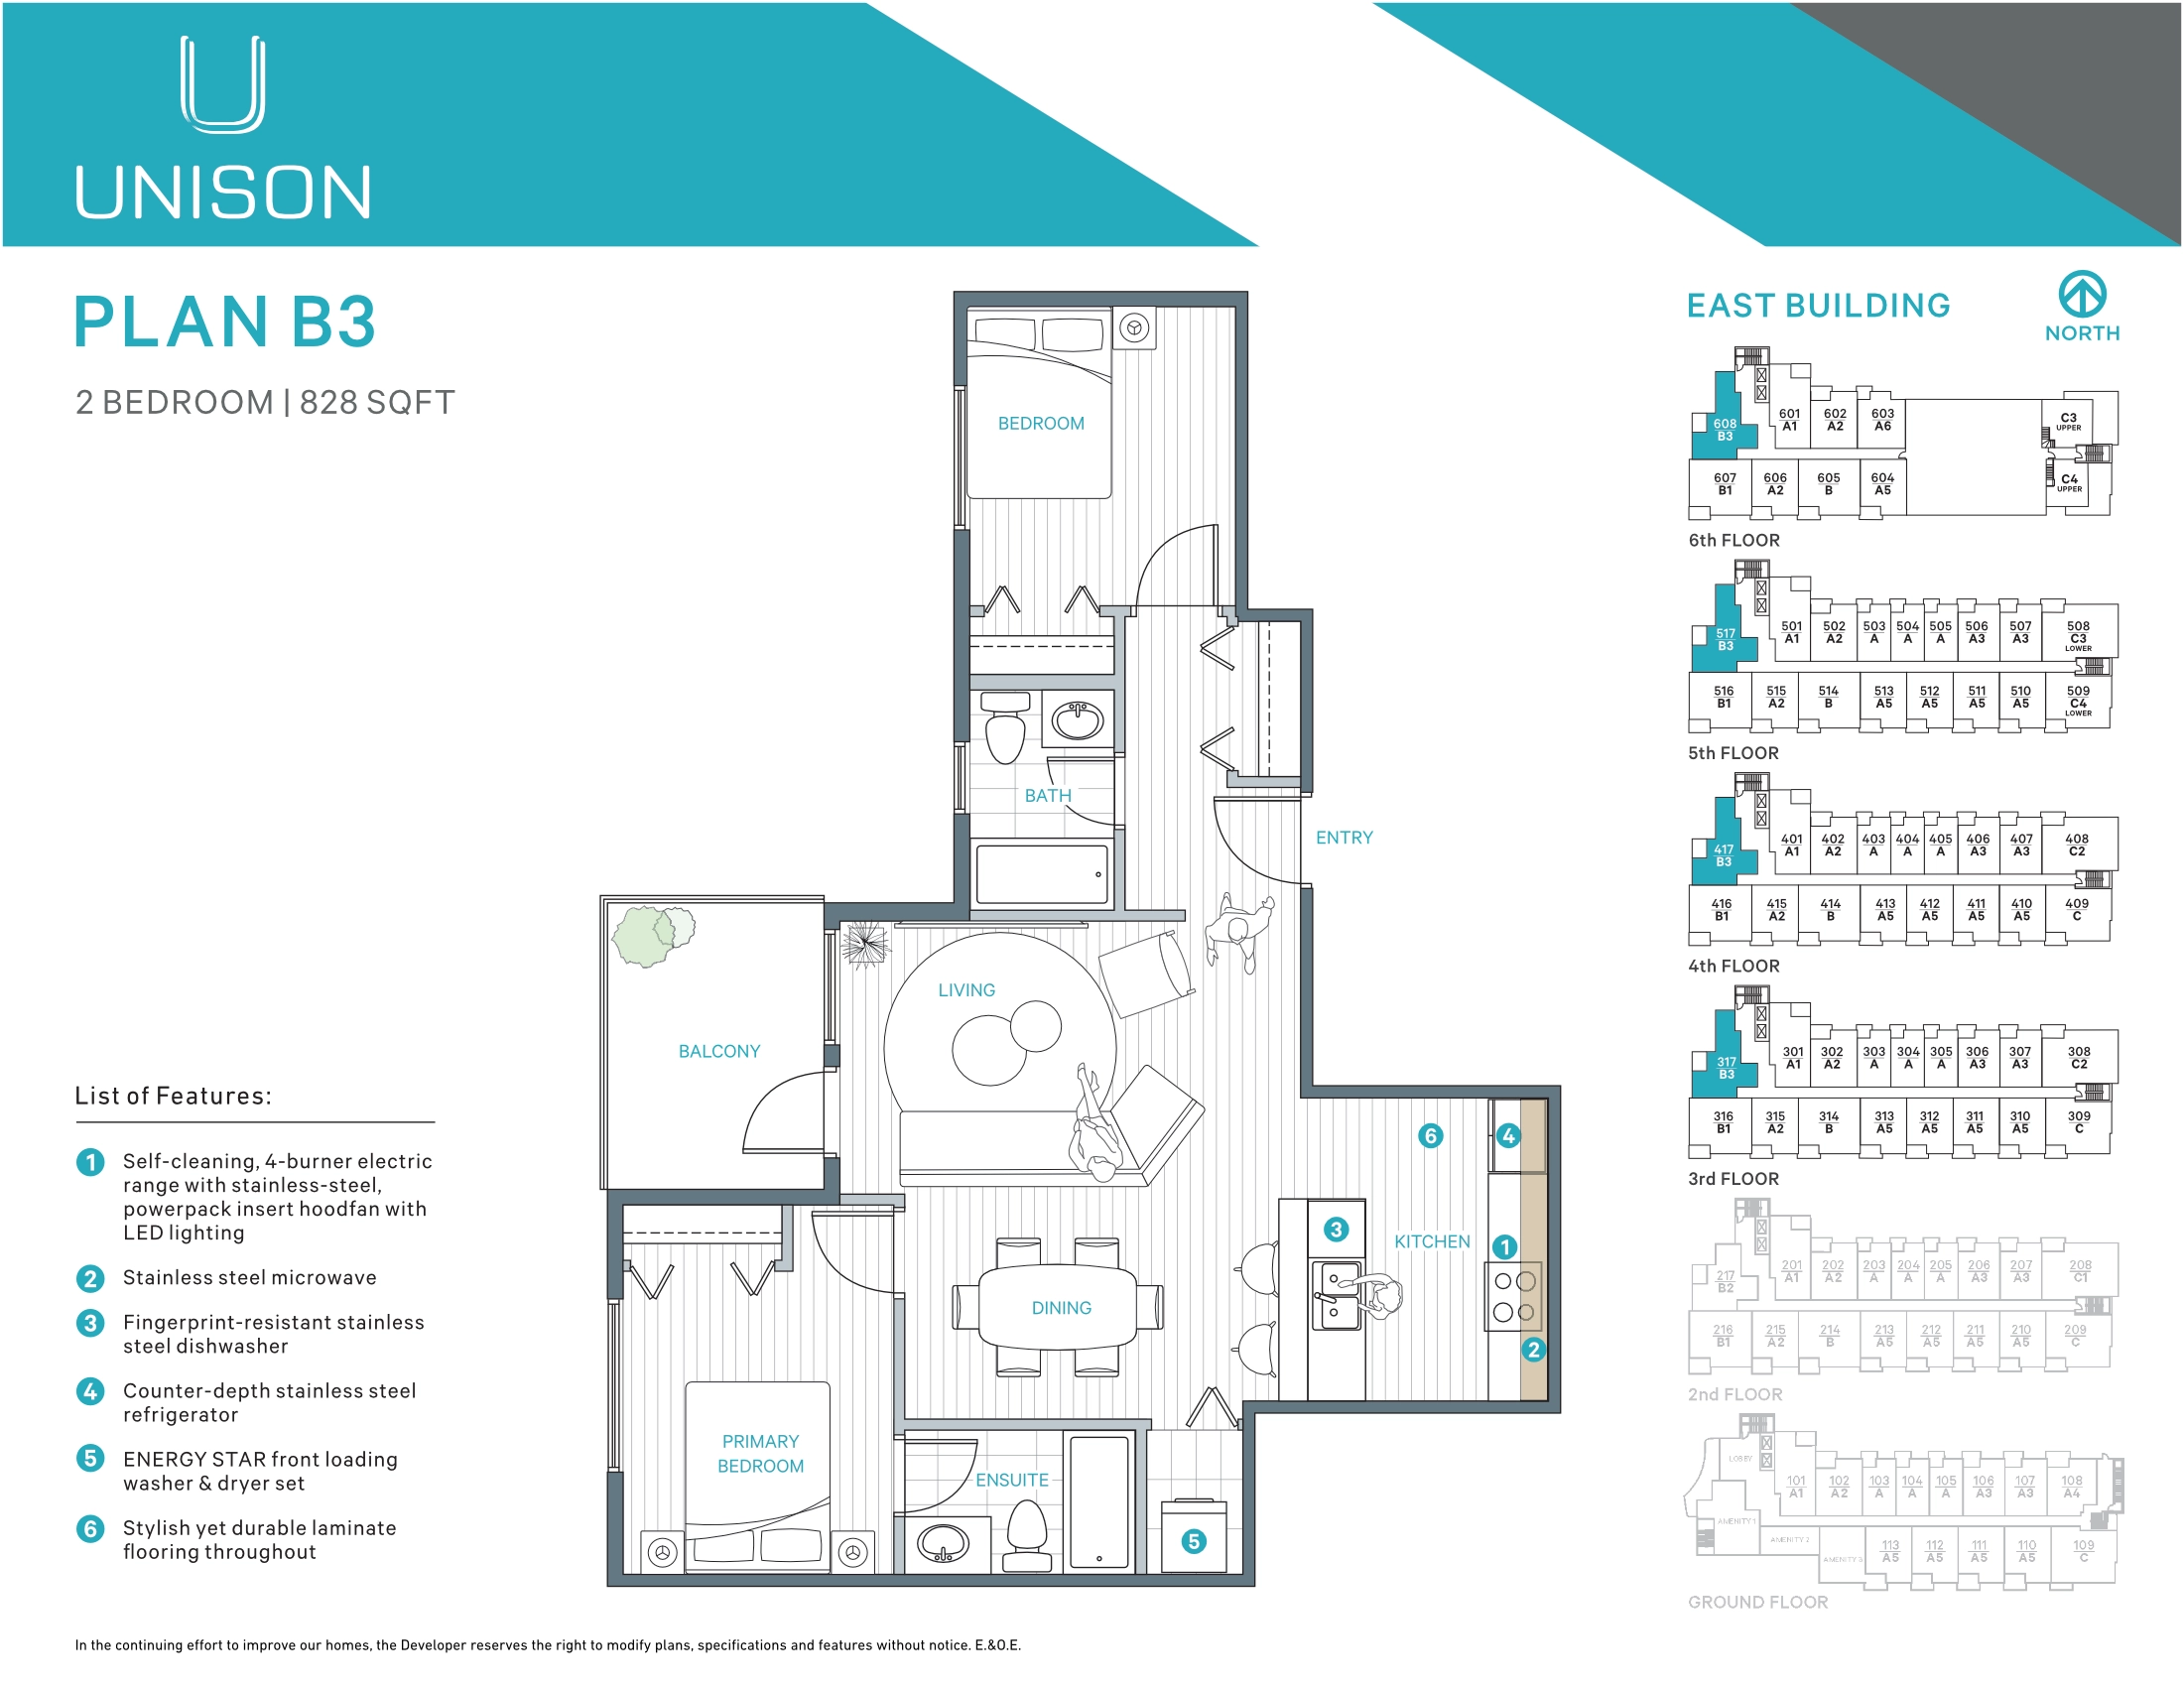 UNISON
PLAN B3
2 BEDROOM | 828 SQFT
List of Features:
1 Self-cleaning, 4-burner electric
range with stainless-steel,
powerpack insert hoodfan with
LED lighting
2 Stainless steel microwave
3 Fingerprint-resistant stainless
steel dishwasher
4 Counter-depth stainless steel
refrigerator
5 ENERGY STAR front loading
washer & dryer set
6 Stylish yet durable laminate
flooring throughout
BEDROOM
BATH
ENTRY
LIVING
BALCONY
6
4
3
KITCHEN
1
DINING
2
PRIMARY
BEDROOM
ENSUITE
5
EAST BUILDING
NORTH
608 601 602 603 C3
B3 A1 A2 A6 UPPER
607 606 605 604 C4
B1 A2 B A5 UPPER
6th FLOOR
517 501 502 503 504 505 506 507 508
B3 A1 A2 A A A A3 A3 C3
LOWER
516 515 514 513 512 511 510 509
B1 A2 B A5 A5 A5 A5 C4
LOWER
5th FLOOR
417 401 402 403 404 405 406 407 408
B3 A1 A2 A A A A3 A3 C2
416 415 414 413 412 411 410 409
B1 A2 B A5 A5 A5 A5 C
4th FLOOR
317 301 302 303 304 305 306 307 308
B3 A1 A2 A A A A3 A3 C2
316 315 314 313 312 311 310 309
B1 A2 B A5 A5 A5 A5 C
3rd FLOOR
217 201 202 203 204 205 206 207 208
B2 A1 A2 A A A A3 A3 C1
216 215 214 213 212 211 210 209
B1 A2 B A5 A5 A5 A5 C
2nd FLOOR
LOBBY
101 102 103 104 105 106 107 108
A1 A2 A A A A3 A3 A4
AMENITY 1
AMENITY 2
AMENITY 3
113 112 111 110 109
A5 A5 A5 A5 C
GROUND FLOOR
In the continuing effort to improve our homes, the Developer reserves the right to modify plans, specifications and features without notice. E.&O.E.